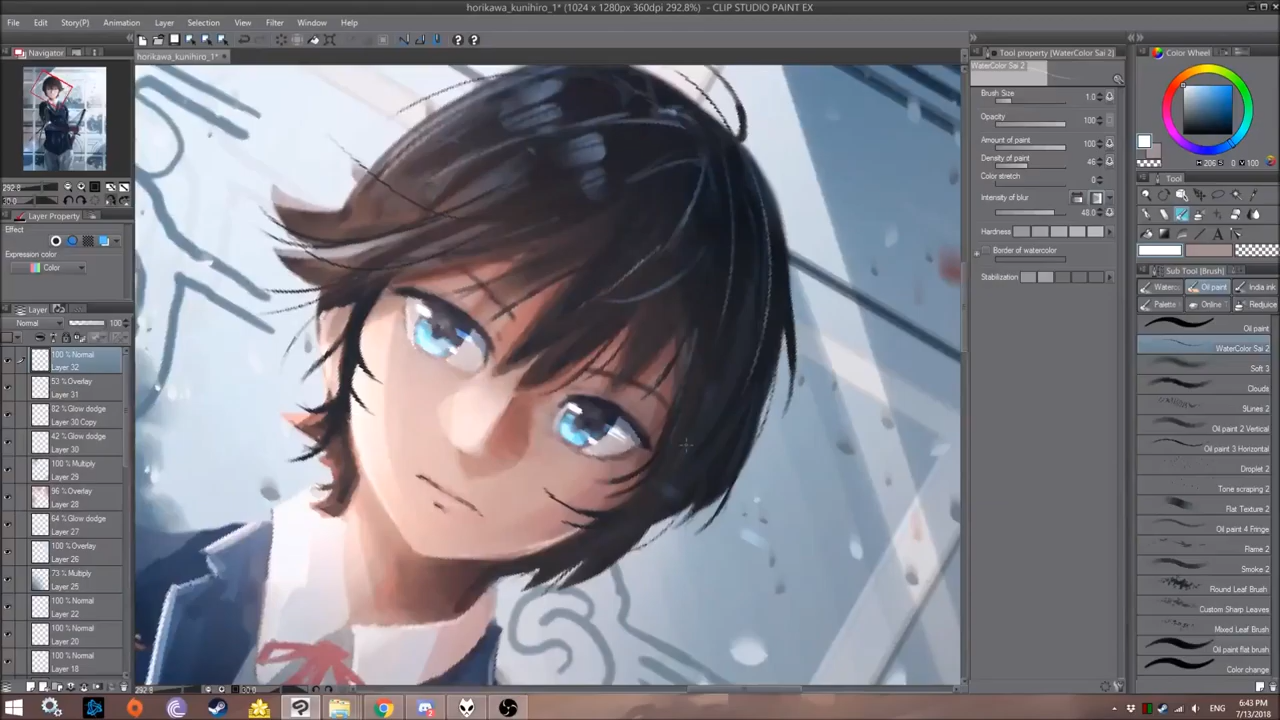 horikawa_kunihiro_1* (1024 x 1280px 360dpi 292.8%) - CLIP STUDIO PAINT EX
File Edit Story(P) Animation Layer Selection View Filter Window Help
Navigator
horikawa_kunihiro_1*
292.8
Layer Property
Effect
Expression color
Color
Layer
Normal 100
100 % Normal
Layer 32
53 % Overlay
Layer 31
82 % Glow dodge
Layer 30 Copy
42 % Glow dodge
Layer 30
100 % Multiply
Layer 29
96 % Overlay
Layer 28
64 % Glow dodge
Layer 27
100 % Overlay
Layer 26
73 % Multiply
Layer 25
100 % Normal
Layer 22
100 % Normal
Layer 20
100 % Normal
Layer 18
292.8
Tool property [WaterColor Sai 2]
WaterColor Sai 2
Brush Size 1.0
Opacity 100
Amount of paint 100
Density of paint 46
Color stretch 0
Intensity of blur
48.0
Hardness
Border of watercolor
Stabilization
Color Wheel
H 206 S 0 V 100
Tool
Sub Tool [Brush]
Oil paint India ink
Palette Online
Oil paint
WaterColor Sai 2
Soft 3
Clouds
SLines 2
Oil paint 2 Vertical
Oil paint 3 Horizontal
Droplet 2
Tone scraping 2
Flat Texture 2
Oil paint 4 Fringe
Flame 2
Smoke 2
Round Leaf Brush
Custom Sharp Leaves
Mixed Leaf Brush
Oil paint flat brush
Color change
ENG
6:43 PM
7/13/2018